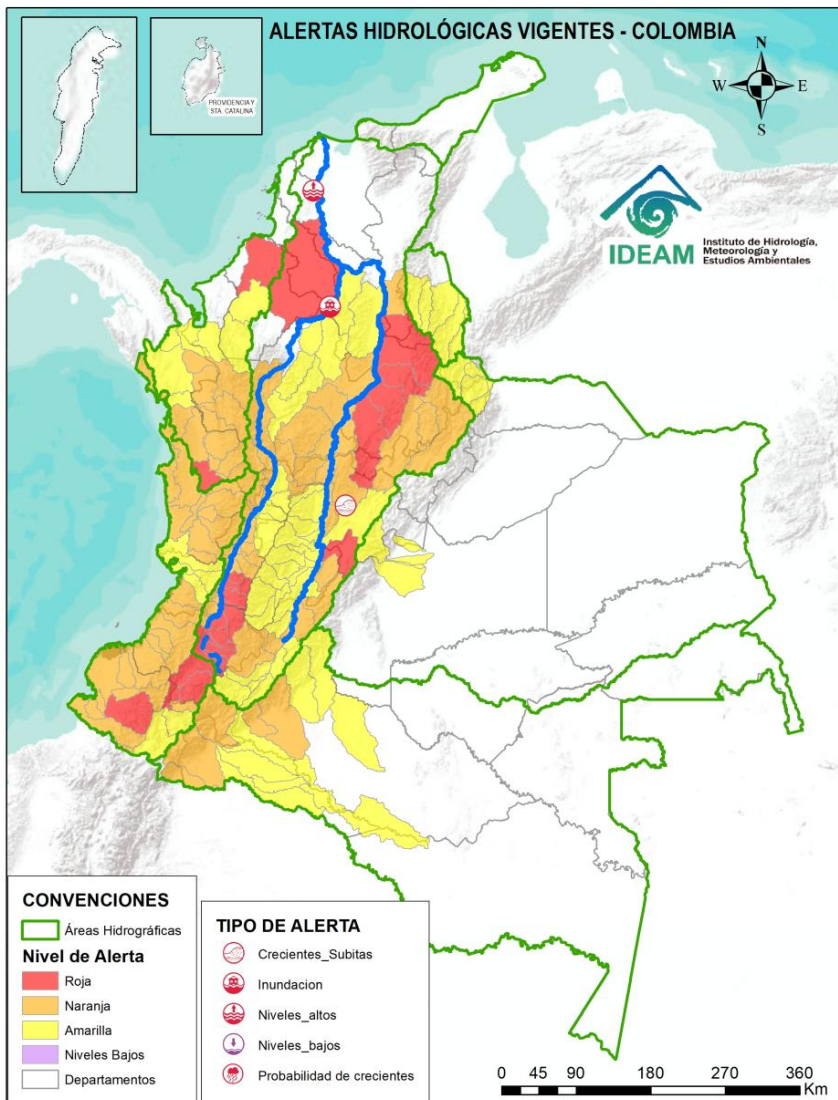 ALERTAS HIDROLÓGICAS VIGENTES - COLOMBIA
PROVIDENCIA Y
STA. CATALINA
N
W
E
S
IDEAM
Instituto de Hidrología,
Meteorología y
Estudios Ambientales
CONVENCIONES
Áreas Hidrográficas
Nivel de Alerta
Roja
Naranja
Amarilla
Niveles Bajos
Departamentos
TIPO DE ALERTA
Crecientes_Subitas
Inundacion
Niveles_altos
Niveles_bajos
Probabilidad de crecientes
0 45 90 180 270 360
Km